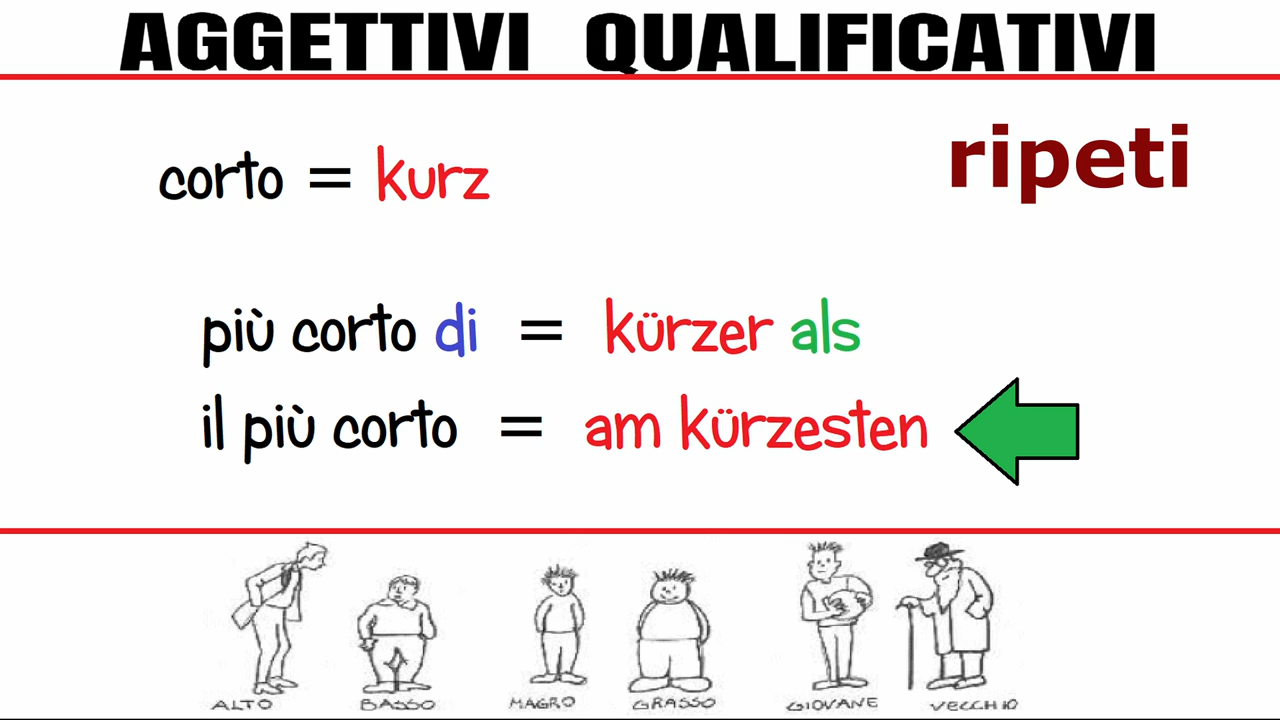 AGGETTIVI QUALIFICATIVI
ripeti
corto = kurz
più corto di = kürzer als
il più corto = am kürzesten
ALTO BASSO MAGRO GRASSO GIOVANE VECCHIO